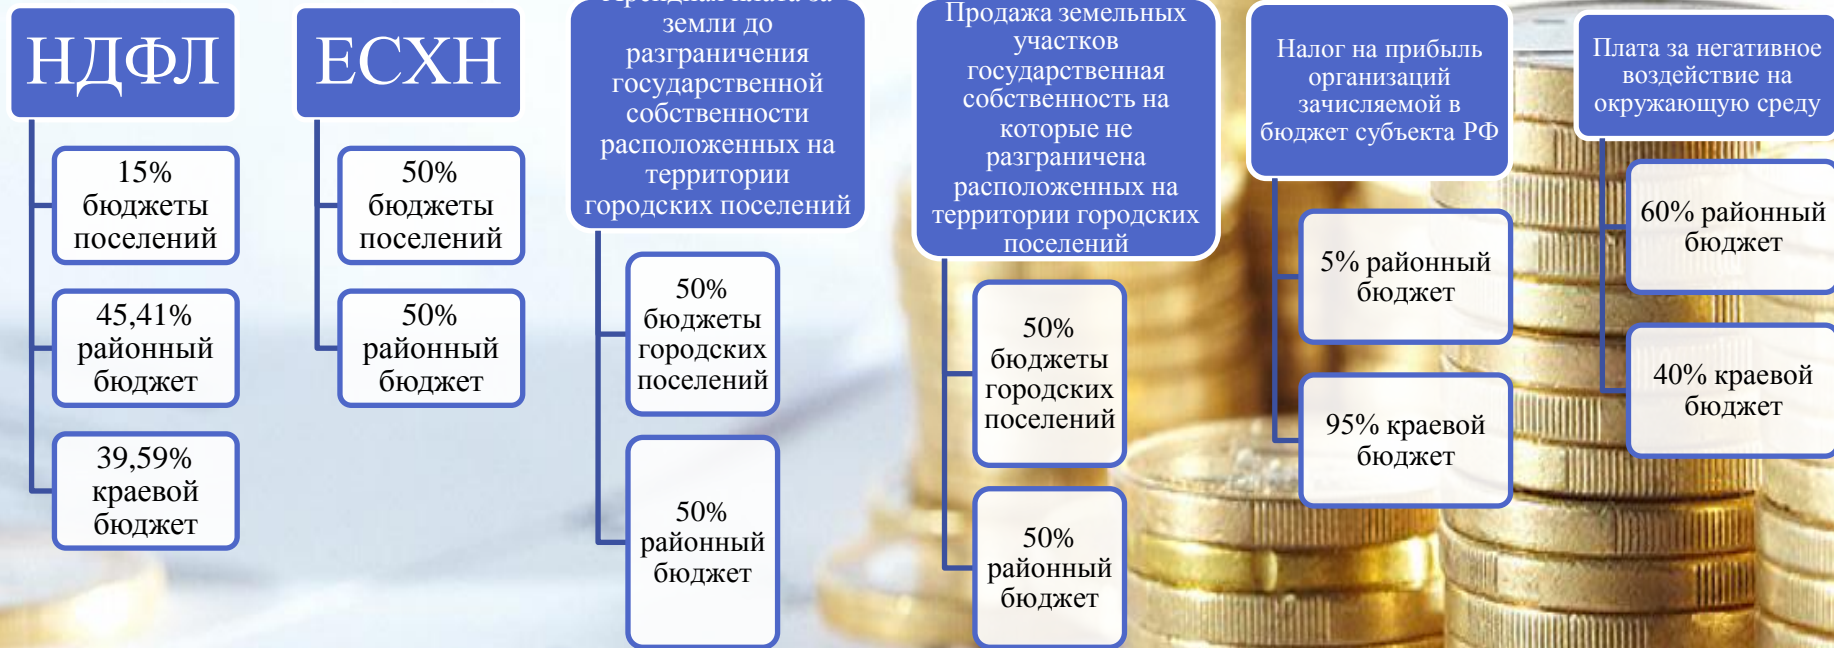 НДФЛ
15%
бюджеты
поселений
45,41%
районный
бюджет
39,59%
краевой
бюджет
ЕСХН
50%
бюджеты
поселений
50%
районный
бюджет
Арендная плата за
земли до
разграничения
государственной
собственности
расположенных на
территории
городских поселений
50%
бюджеты
городских
поселений
50%
районный
бюджет
Продажа земельных
участков
государственная
собственность на
которые не
разграничена
расположенных на
территории городских
поселений
50%
бюджеты
городских
поселений
50%
районный
бюджет
Налог на прибыль
организаций
зачисляемой в
бюджет субъекта РФ
5% районный
бюджет
95% краевой
бюджет
Плата за негативное
воздействие на
окружающую среду
60% районный
бюджет
40% краевой
бюджет